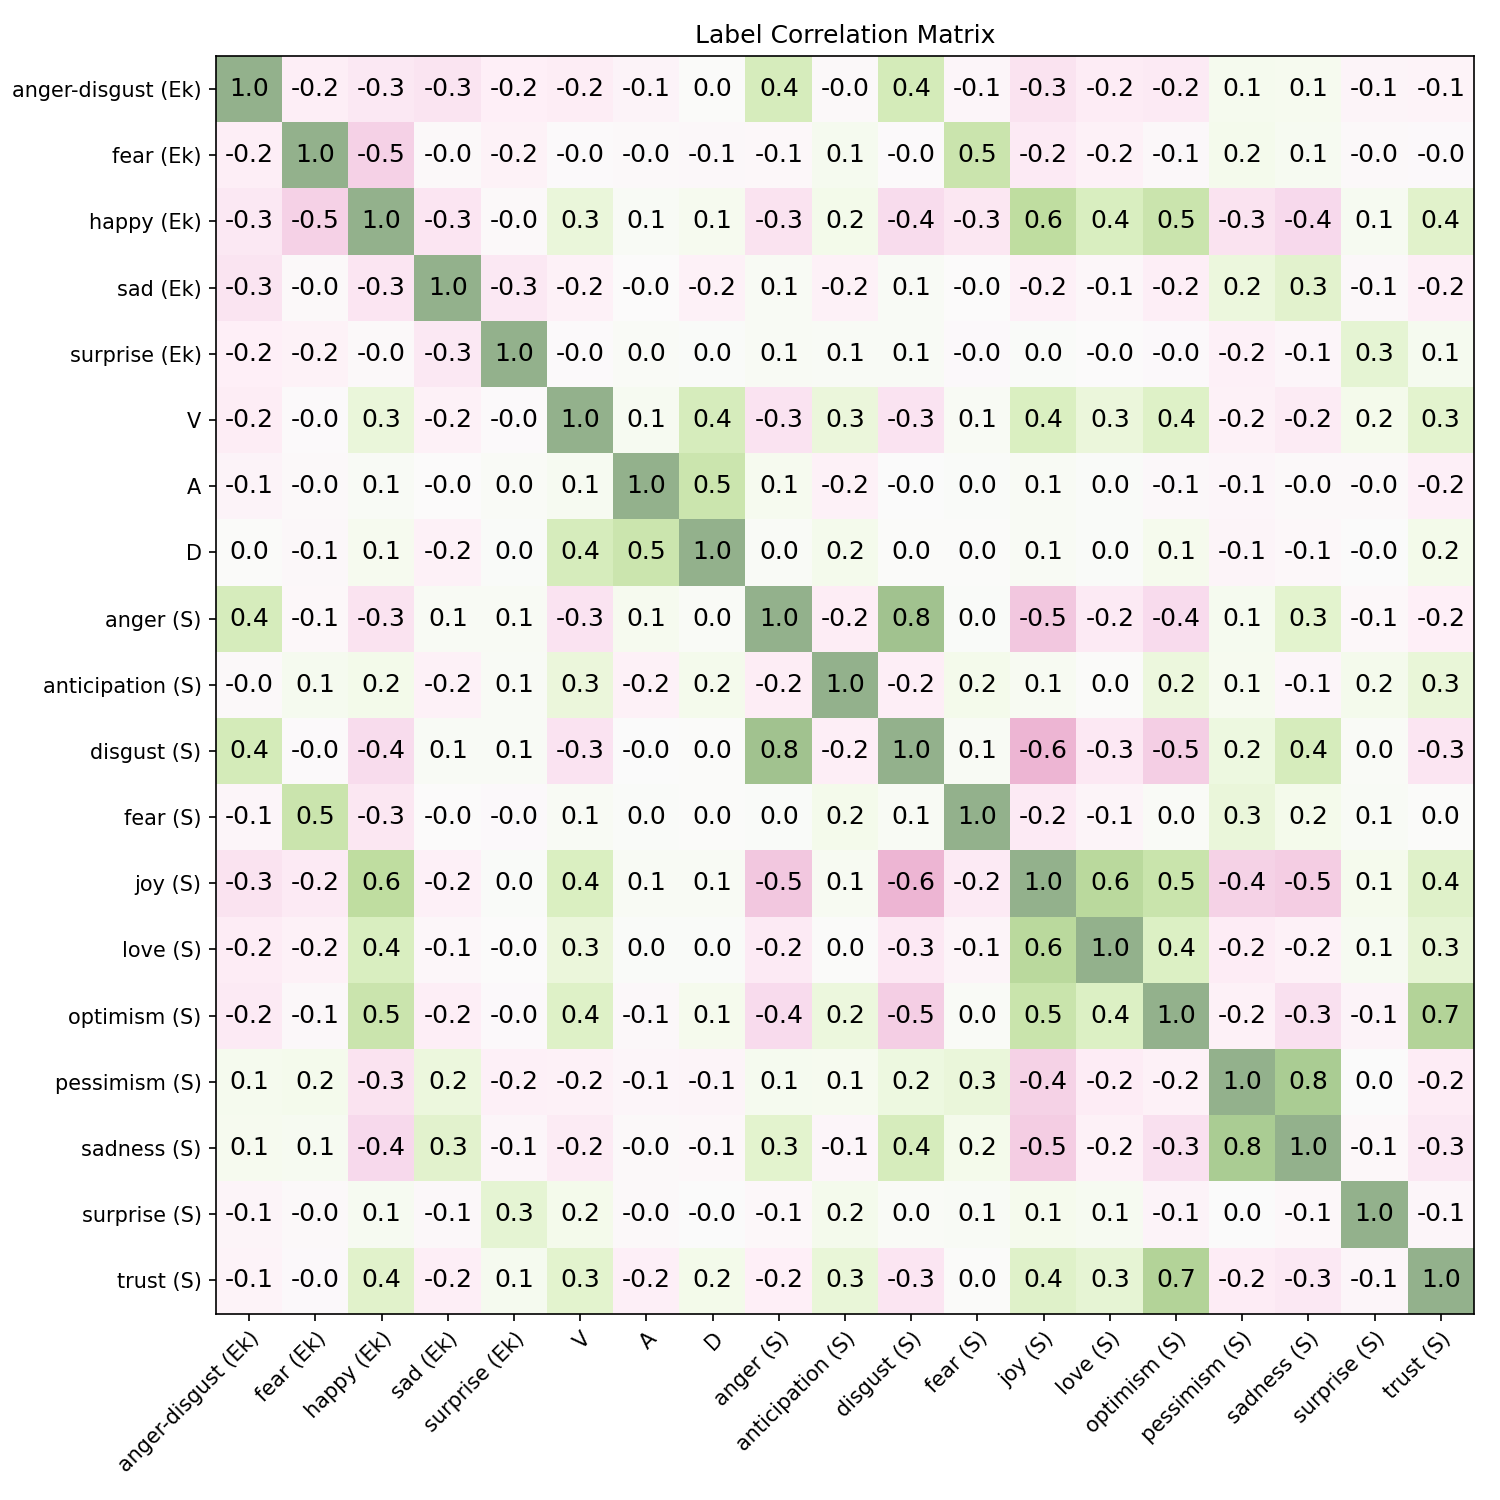 Label Correlation Matrix
anger-disgust (Ek) 1.0 -0.2 -0.3 -0.3 -0.2 -0.2 -0.1 0.0 0.4 -0.0 0.4 -0.1 -0.3 -0.2 -0.2 0.1 0.1 -0.1 -0.1
fear (Ek) -0.2 1.0 -0.5 -0.0 -0.2 -0.0 -0.0 -0.1 -0.1 0.1 -0.0 0.5 -0.2 -0.2 -0.1 0.2 0.1 -0.0 -0.0
happy (Ek) -0.3 -0.5 1.0 -0.3 -0.0 0.3 0.1 0.1 -0.3 0.2 -0.4 -0.3 0.6 0.4 0.5 -0.3 -0.4 0.1 0.4
sad (Ek) -0.3 -0.0 -0.3 1.0 -0.3 -0.2 -0.0 -0.2 0.1 -0.2 0.1 -0.0 -0.2 -0.1 -0.2 0.2 0.3 -0.1 -0.2
surprise (Ek) -0.2 -0.2 -0.0 -0.3 1.0 -0.0 0.0 0.0 0.1 0.1 0.1 -0.0 0.0 -0.0 -0.0 -0.2 -0.1 0.3 0.1
V -0.2 -0.0 0.3 -0.2 -0.0 1.0 0.1 0.4 -0.3 0.3 -0.3 0.1 0.4 0.3 0.4 -0.2 -0.2 0.2 0.3
A -0.1 -0.0 0.1 -0.0 0.0 0.1 1.0 0.5 0.1 -0.2 -0.0 0.0 0.1 0.0 -0.1 -0.1 -0.0 -0.0 -0.2
D 0.0 -0.1 0.1 -0.2 0.0 0.4 0.5 1.0 0.0 0.2 0.0 0.0 0.1 0.0 0.1 -0.1 -0.1 -0.0 0.2
anger (S) 0.4 -0.1 -0.3 0.1 0.1 -0.3 0.1 0.0 1.0 -0.2 0.8 0.0 -0.5 -0.2 -0.4 0.1 0.3 -0.1 -0.2
anticipation (S) -0.0 0.1 0.2 -0.2 0.1 0.3 -0.2 0.2 -0.2 1.0 -0.2 0.2 0.1 0.0 0.2 0.1 -0.1 0.2 0.3
disgust (S) 0.4 -0.0 -0.4 0.1 0.1 -0.3 -0.0 0.0 0.8 -0.2 1.0 0.1 -0.6 -0.3 -0.5 0.2 0.4 0.0 -0.3
fear (S) -0.1 0.5 -0.3 -0.0 -0.0 0.1 0.0 0.0 0.0 0.2 0.1 1.0 -0.2 -0.1 0.0 0.3 0.2 0.1 0.0
joy (S) -0.3 -0.2 0.6 -0.2 0.0 0.4 0.1 0.1 -0.5 0.1 -0.6 -0.2 1.0 0.6 0.5 -0.4 -0.5 0.1 0.4
love (S) -0.2 -0.2 0.4 -0.1 -0.0 0.3 0.0 0.0 -0.2 0.0 -0.3 -0.1 0.6 1.0 0.4 -0.2 -0.2 0.1 0.3
optimism (S) -0.2 -0.1 0.5 -0.2 -0.0 0.4 -0.1 0.1 -0.4 0.2 -0.5 0.0 0.5 0.4 1.0 -0.2 -0.3 -0.1 0.7
pessimism (S) 0.1 0.2 -0.3 0.2 -0.2 -0.2 -0.1 -0.1 0.1 0.1 0.2 0.3 -0.4 -0.2 -0.2 1.0 0.8 0.0 -0.2
sadness (S) 0.1 0.1 -0.4 0.3 -0.1 -0.2 -0.0 -0.1 0.3 -0.1 0.4 0.2 -0.5 -0.2 -0.3 0.8 1.0 -0.1 -0.3
surprise (S) -0.1 -0.0 0.1 -0.1 0.3 0.2 -0.0 -0.0 -0.1 0.2 0.0 0.1 0.1 0.1 -0.1 0.0 -0.1 1.0 -0.1
trust (S) -0.1 -0.0 0.4 -0.2 0.1 0.3 -0.2 0.2 -0.2 0.3 -0.3 0.0 0.4 0.3 0.7 -0.2 -0.3 -0.1 1.0
anger-disgust (Ek) fear (Ek) happy (Ek) sad (Ek) surprise (Ek) V A D anger (S) anticipation (S) disgust (S) fear (S) joy (S) love (S) optimism (S) pessimism (S) sadness (S) surprise (S) trust (S)